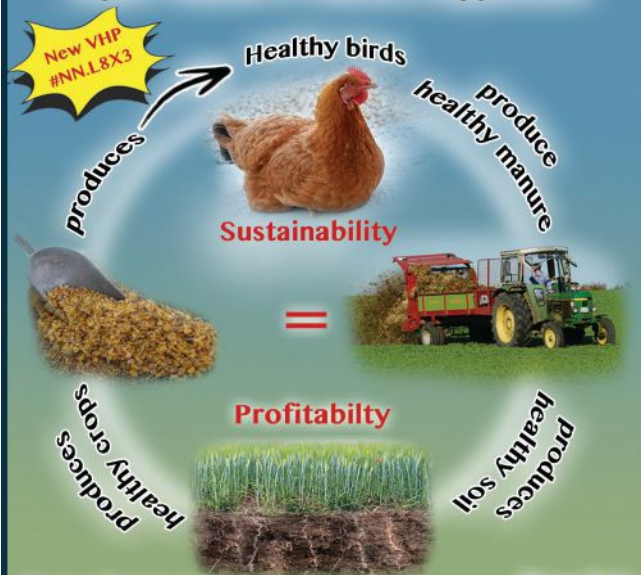 New VHP
#NN.L8X3
Healthy birds
produce
healthy manure
produces
healthy soil
produces
healthy crops
produces
Sustainability
=
Profitabilty